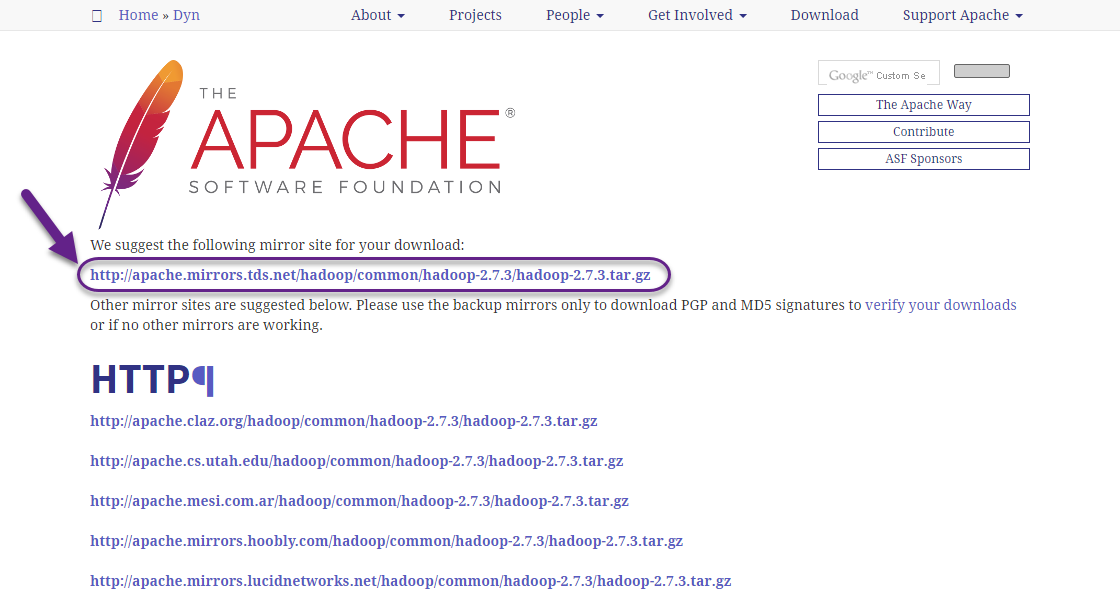 Home » Dyn
About
Projects
People
Get Involved
Download
Support Apache
THE
APACHE®
SOFTWARE FOUNDATION
Google™ Custom Se
The Apache Way
Contribute
ASF Sponsors
We suggest the following mirror site for your download:
http://apache.mirrors.tds.net/hadoop/common/hadoop-2.7.3/hadoop-2.7.3.tar.gz
Other mirror sites are suggested below. Please use the backup mirrors only to download PGP and MD5 signatures to verify your downloads
or if no other mirrors are working.
HTTP¶
http://apache.claz.org/hadoop/common/hadoop-2.7.3/hadoop-2.7.3.tar.gz
http://apache.cs.utah.edu/hadoop/common/hadoop-2.7.3/hadoop-2.7.3.tar.gz
http://apache.mesi.com.ar/hadoop/common/hadoop-2.7.3/hadoop-2.7.3.tar.gz
http://apache.mirrors.hoobly.com/hadoop/common/hadoop-2.7.3/hadoop-2.7.3.tar.gz
http://apache.mirrors.lucidnetworks.net/hadoop/common/hadoop-2.7.3/hadoop-2.7.3.tar.gz